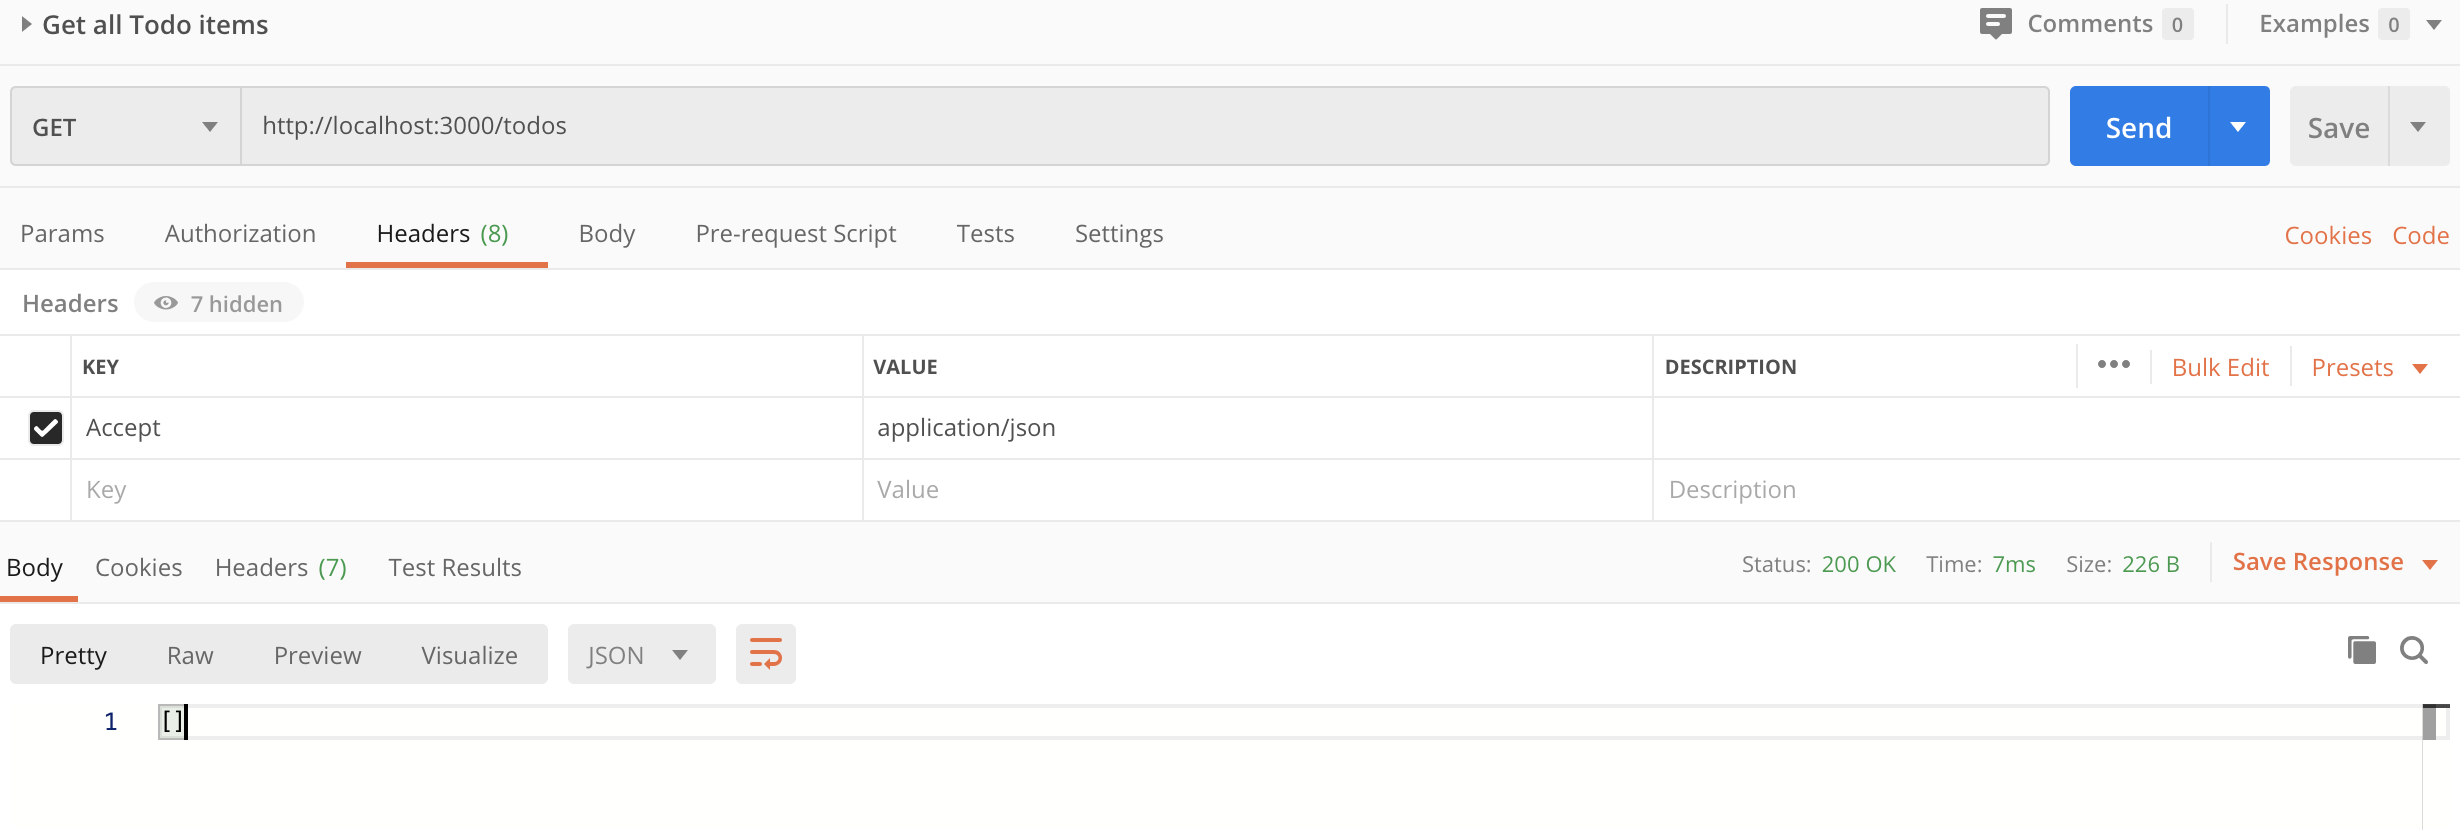 Get all Todo items Comments 0 Examples 0
GET http://localhost:3000/todos Send Save
Params Authorization Headers (8) Body Pre-request Script Tests Settings Cookies Code
Headers 7 hidden
KEY VALUE DESCRIPTION ••• Bulk Edit Presets
Accept application/json
Key Value Description
Body Cookies Headers (7) Test Results Status: 200 OK Time: 7ms Size: 226 B Save Response
Pretty Raw Preview Visualize JSON
1 []